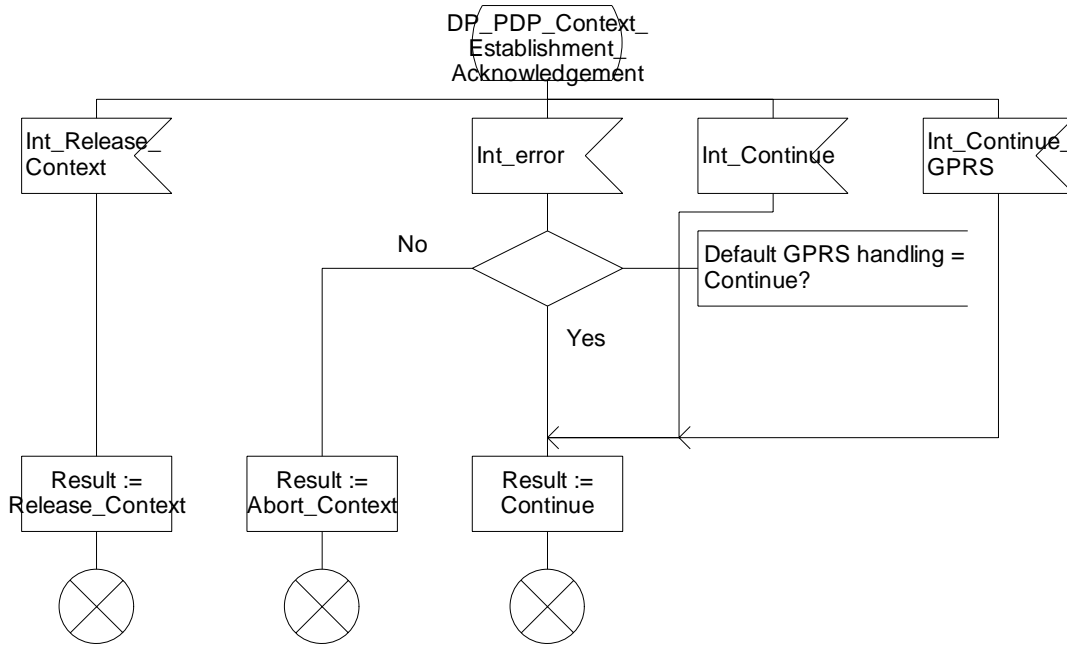 DP_PDP_Context_
Establishment_
Acknowledgement
Int_Release_
Context
Int_error
Int_Continue
Int_Continue_
GPRS
No
Default GPRS handling =
Continue?
Yes
Result :=
Release_Context
Result :=
Abort_Context
Result :=
Continue